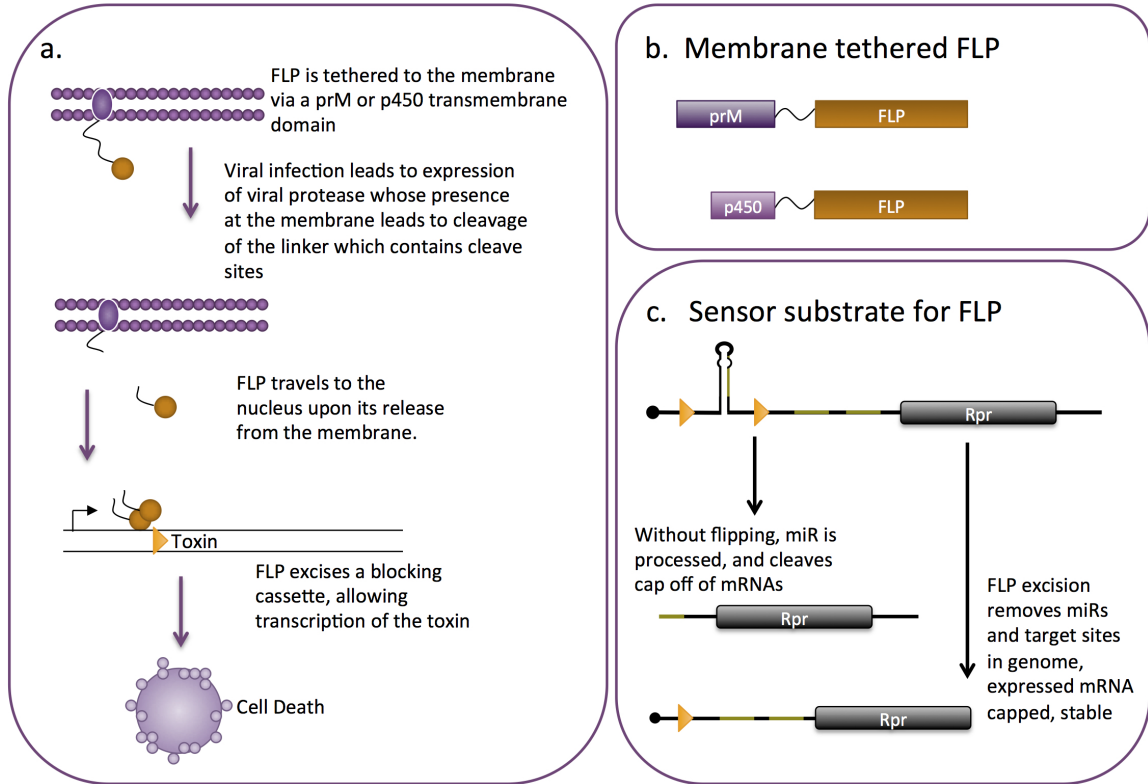 a.
FLP is tethered to the membrane
via a prM or p450 transmembrane
domain
Viral infection leads to expression
of viral protease whose presence
at the membrane leads to cleavage
of the linker which contains cleave
sites
FLP travels to the
nucleus upon its release
from the membrane.
Toxin
FLP excises a blocking
cassette, allowing
transcription of the toxin
Cell Death
b. Membrane tethered FLP
prM FLP
p450 FLP
c. Sensor substrate for FLP
Rpr
Without flipping, miR is
processed, and cleaves
cap off of mRNAs
Rpr
FLP excision
removes miRs
and target sites
in genome,
expressed mRNA
capped, stable
Rpr